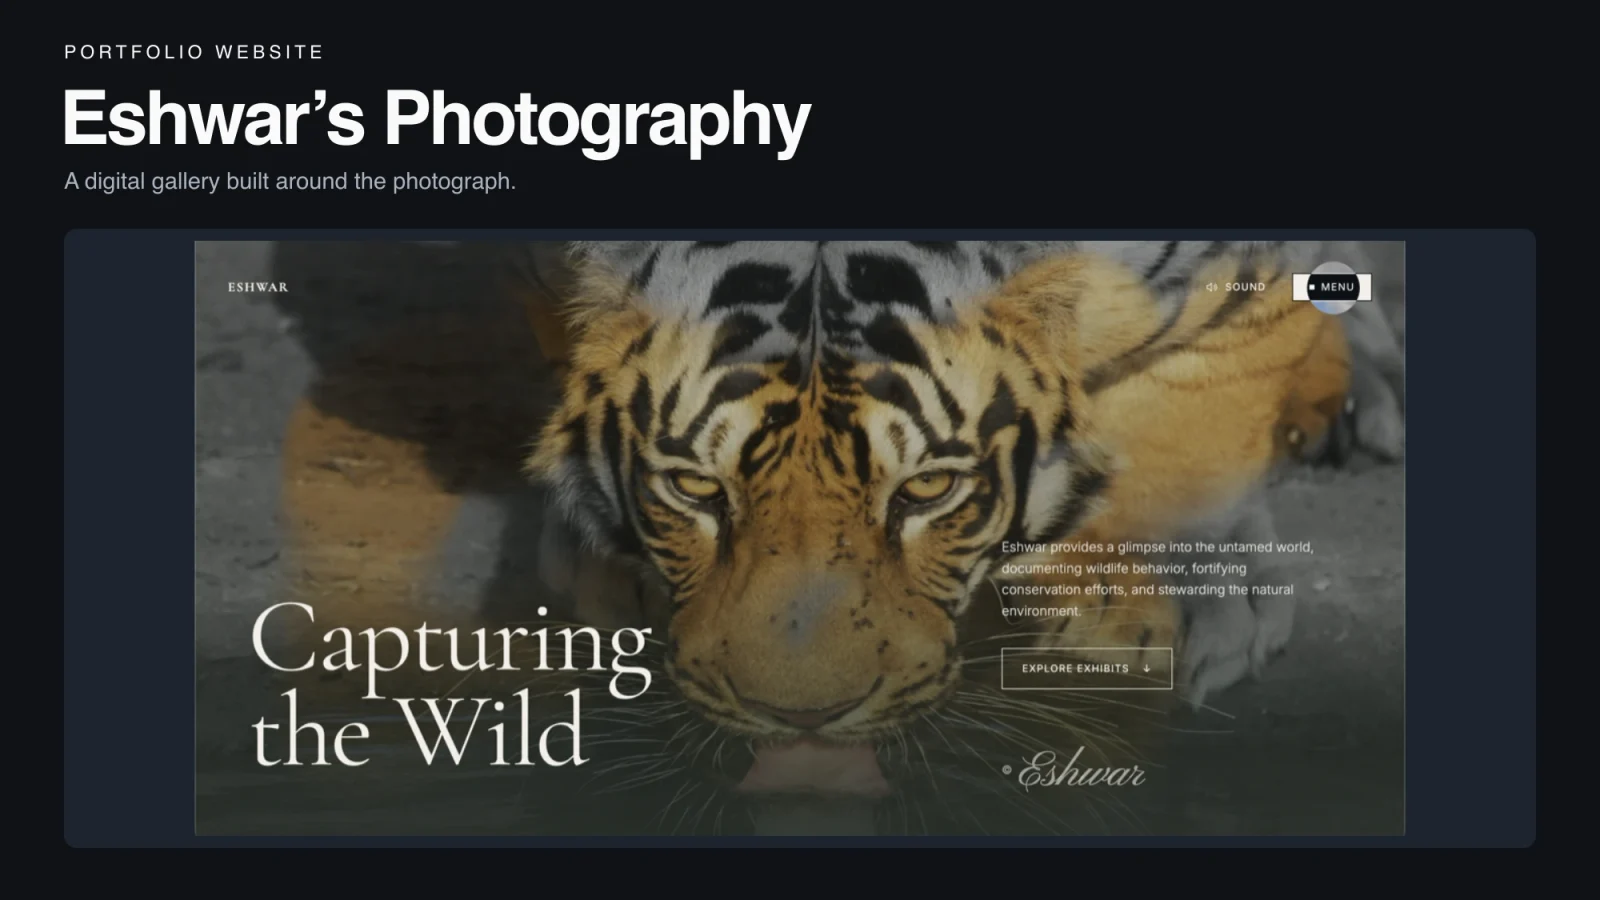 PORTFOLIO WEBSITE
Eshwar’s Photography
A digital gallery built around the photograph.
ESHWAR
SOUND
MENU
Eshwar provides a glimpse into the untamed world,
documenting wildlife behavior, fortifying
conservation efforts, and stewarding the natural
environment.
Capturing
the Wild
EXPLORE EXHIBITS ↓
© Eshwar